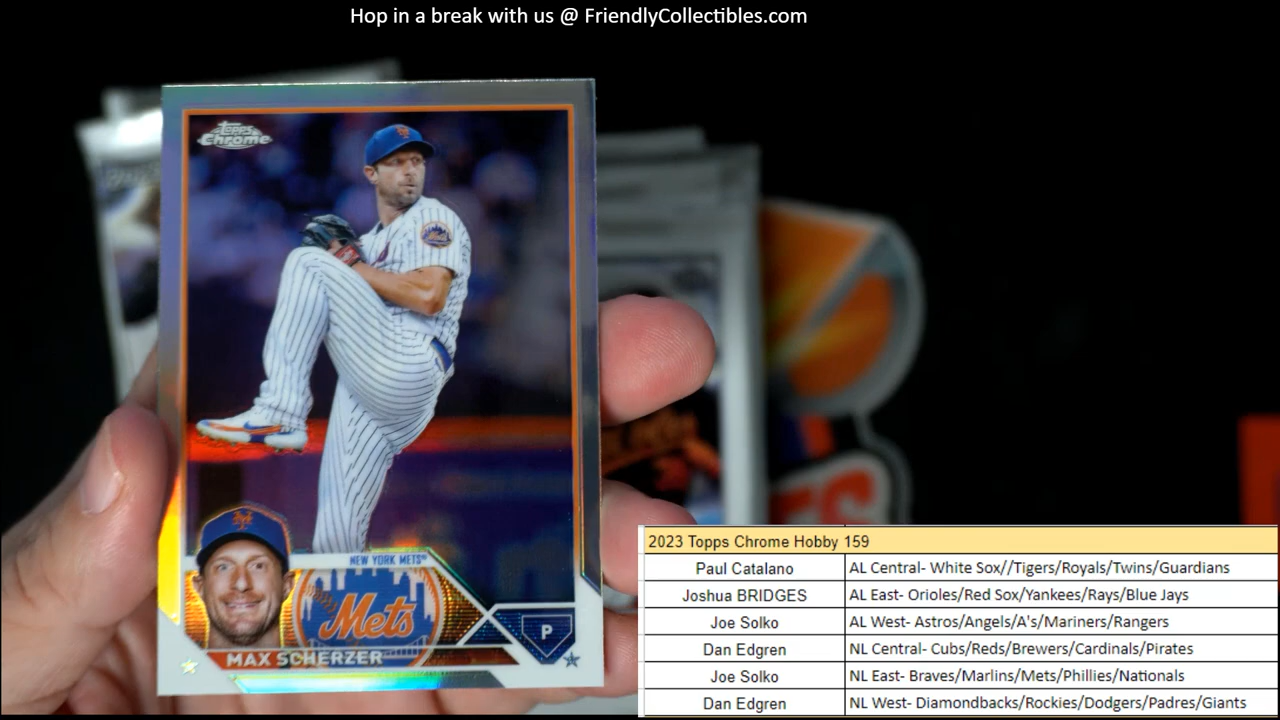 Hop in a break with us @ FriendlyCollectibles.com
Topps
Chrome
NEW YORK METS®
Mets
P
MAX SCHERZER
2023 Topps Chrome Hobby 159
Paul Catalano AL Central- White Sox//Tigers/Royals/Twins/Guardians
Joshua BRIDGES AL East- Orioles/Red Sox/Yankees/Rays/Blue Jays
Joe Solko AL West- Astros/Angels/A's/Mariners/Rangers
Dan Edgren NL Central- Cubs/Reds/Brewers/Cardinals/Pirates
Joe Solko NL East- Braves/Marlins/Mets/Phillies/Nationals
Dan Edgren NL West- Diamondbacks/Rockies/Dodgers/Padres/Giants